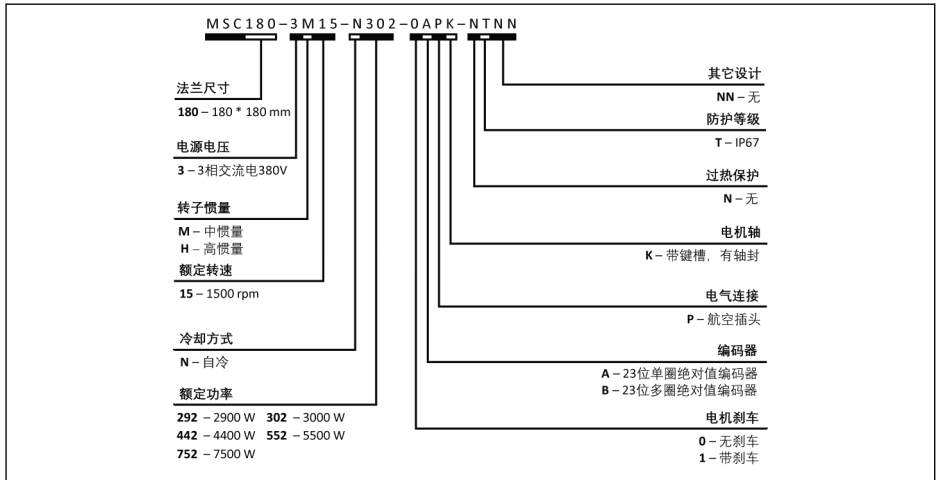 MSC180-3M15-N302-0APK-NTNN
法兰尺寸
180 – 180 * 180 mm
电源电压
3 – 3相交流电380V
转子惯量
M – 中惯量
H – 高惯量
额定转速
15 – 1500 rpm
冷却方式
N – 自冷
额定功率
292 – 2900 W 302 – 3000 W
442 – 4400 W 552 – 5500 W
752 – 7500 W
其它设计
NN – 无
防护等级
T – IP67
过热保护
N – 无
电机轴
K – 带键槽，有轴封
电气连接
P – 航空插头
编码器
A – 23位单圈绝对值编码器
B – 23位多圈绝对值编码器
电机刹车
0 – 无刹车
1 – 带刹车